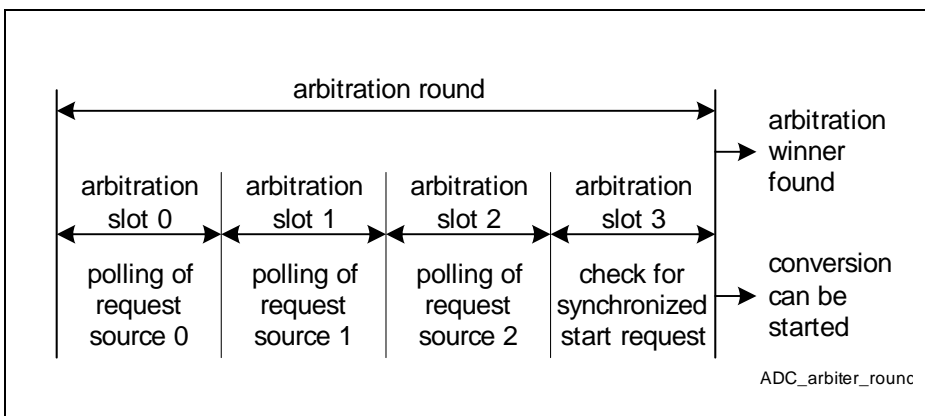 arbitration round
arbitration
winner
found
arbitration
slot 0
arbitration
slot 1
arbitration
slot 2
arbitration
slot 3
polling of
request
source 0
polling of
request
source 1
polling of
request
source 2
check for
synchronized
start request
conversion
can be
started
ADC_arbiter_round